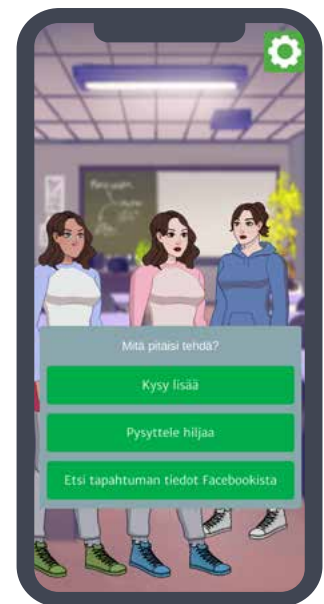 Mitä pitäisi tehdä?
Kysy lisää
Pysyttele hiljaa
Etsi tapahtuman tiedot Facebookista